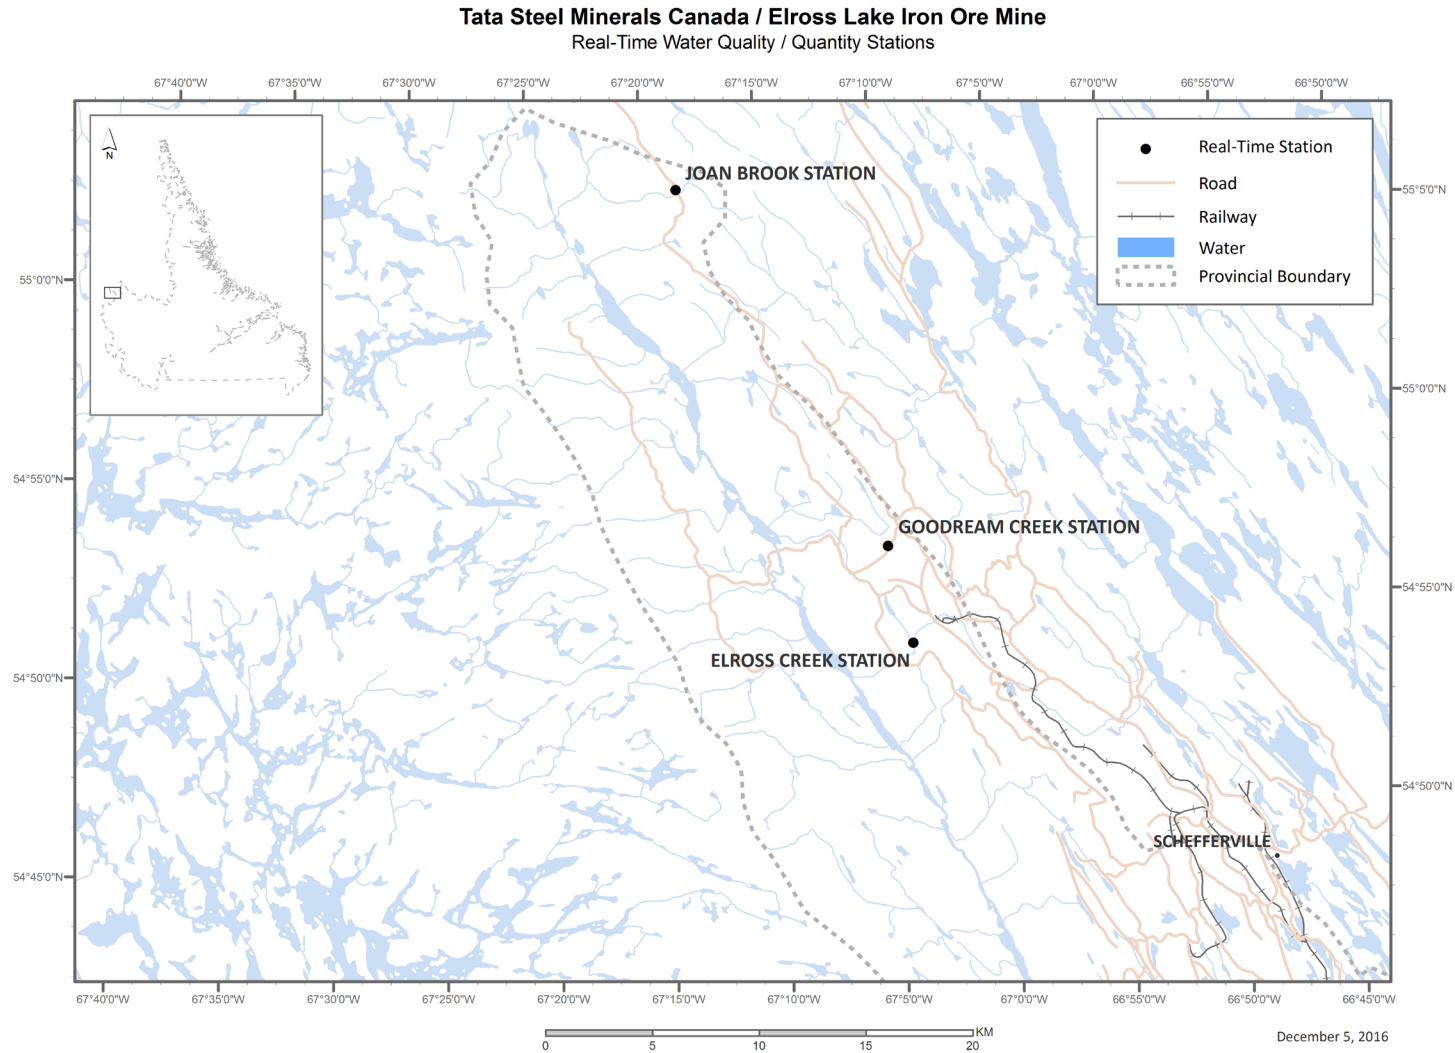 Tata Steel Minerals Canada / Elross Lake Iron Ore Mine
Real-Time Water Quality / Quantity Stations
67°40'0"W 67°35'0"W 67°30'0"W 67°25'0"W 67°20'0"W 67°15'0"W 67°10'0"W 67°5'0"W 67°0'0"W 66°55'0"W 66°50'0"W
N
Real-Time Station
Road
Railway
Water
Provincial Boundary
JOAN BROOK STATION
55°5'0"N
55°0'0"N
55°0'0"N
54°55'0"N
GOODREAM CREEK STATION
54°55'0"N
ELROSS CREEK STATION
54°50'0"N
54°50'0"N
SCHEFFERVILLE
54°45'0"N
67°40'0"W 67°35'0"W 67°30'0"W 67°25'0"W 67°20'0"W 67°15'0"W 67°10'0"W 67°5'0"W 67°0'0"W 66°55'0"W 66°50'0"W 66°45'0"W
KM
0 5 10 15 20
December 5, 2016